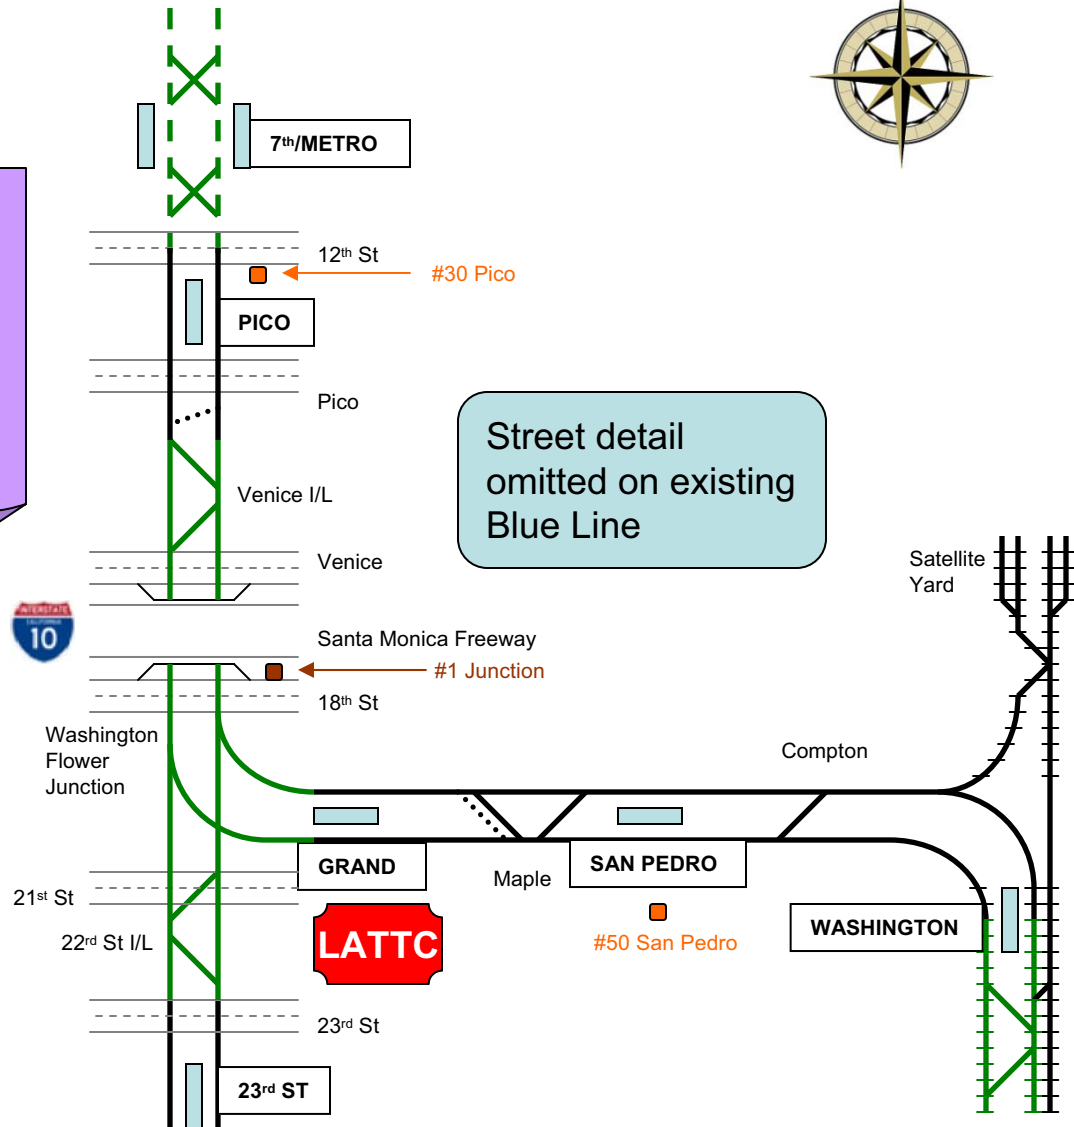 7th/METRO
12th St
#30 Pico
PICO
Pico
Street detail
omitted on existing
Blue Line
Venice I/L
Venice
Satellite
Yard
INTERSTATE
CALIFORNIA
10
Santa Monica Freeway
#1 Junction
18th St
Washington
Flower
Junction
Compton
GRAND
Maple
SAN PEDRO
21st St
22rd St I/L
LATTC
#50 San Pedro
WASHINGTON
23rd St
23rd ST